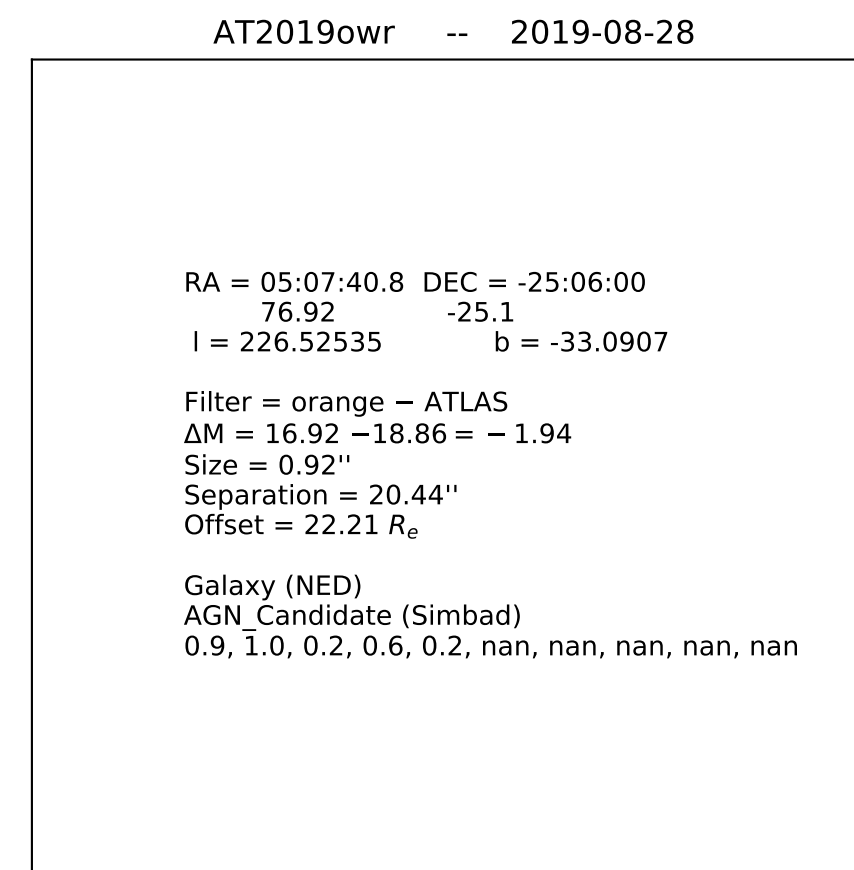 AT2019owr -- 2019-08-28
RA = 05:07:40.8 DEC = -25:06:00
76.92 -25.1
l = 226.52535 b = -33.0907
Filter = orange − ATLAS
ΔM = 16.92 −18.86 = − 1.94
Size = 0.92''
Separation = 20.44''
Offset = 22.21 Re
Galaxy (NED)
AGN_Candidate (Simbad)
0.9, 1.0, 0.2, 0.6, 0.2, nan, nan, nan, nan, nan